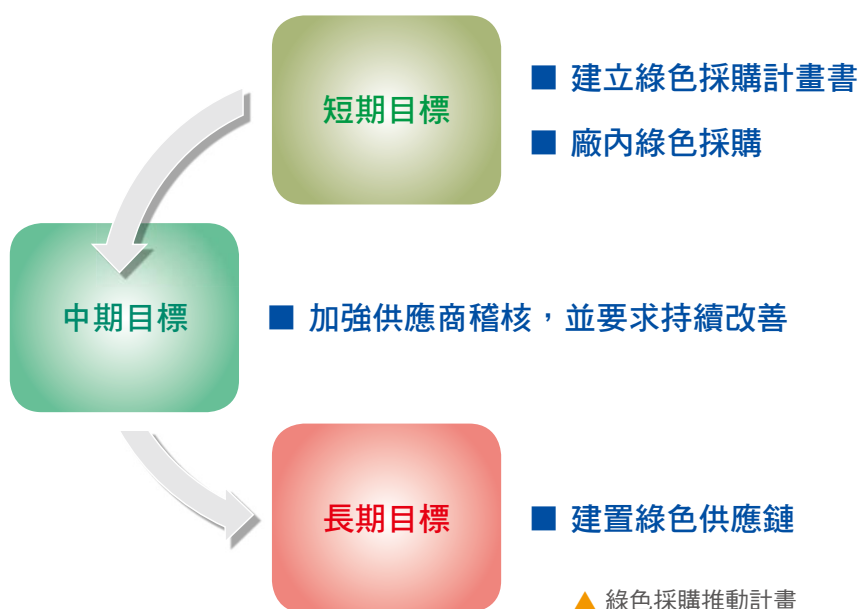 短期目標
■ 建立綠色採購計畫書
■ 廠內綠色採購
中期目標
■ 加強供應商稽核，並要求持續改善
長期目標
■ 建置綠色供應鏈
▲ 綠色採購推動計畫